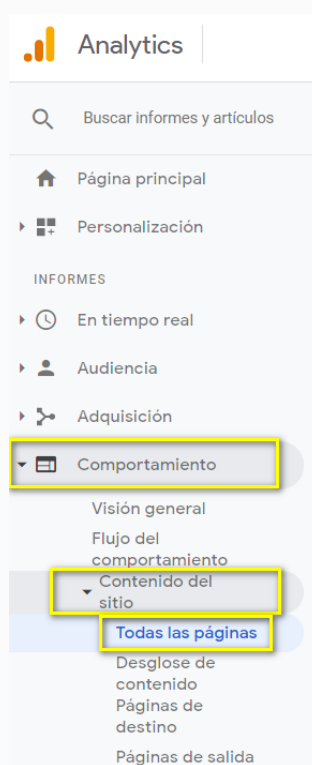 Analytics
Buscar informes y artículos
Página principal
Personalización
INFORMES
En tiempo real
Audiencia
Adquisición
Comportamiento
Visión general
Flujo del
comportamiento
Contenido del
sitio
Todas las páginas
Desglose de
contenido
Páginas de
destino
Páginas de salida